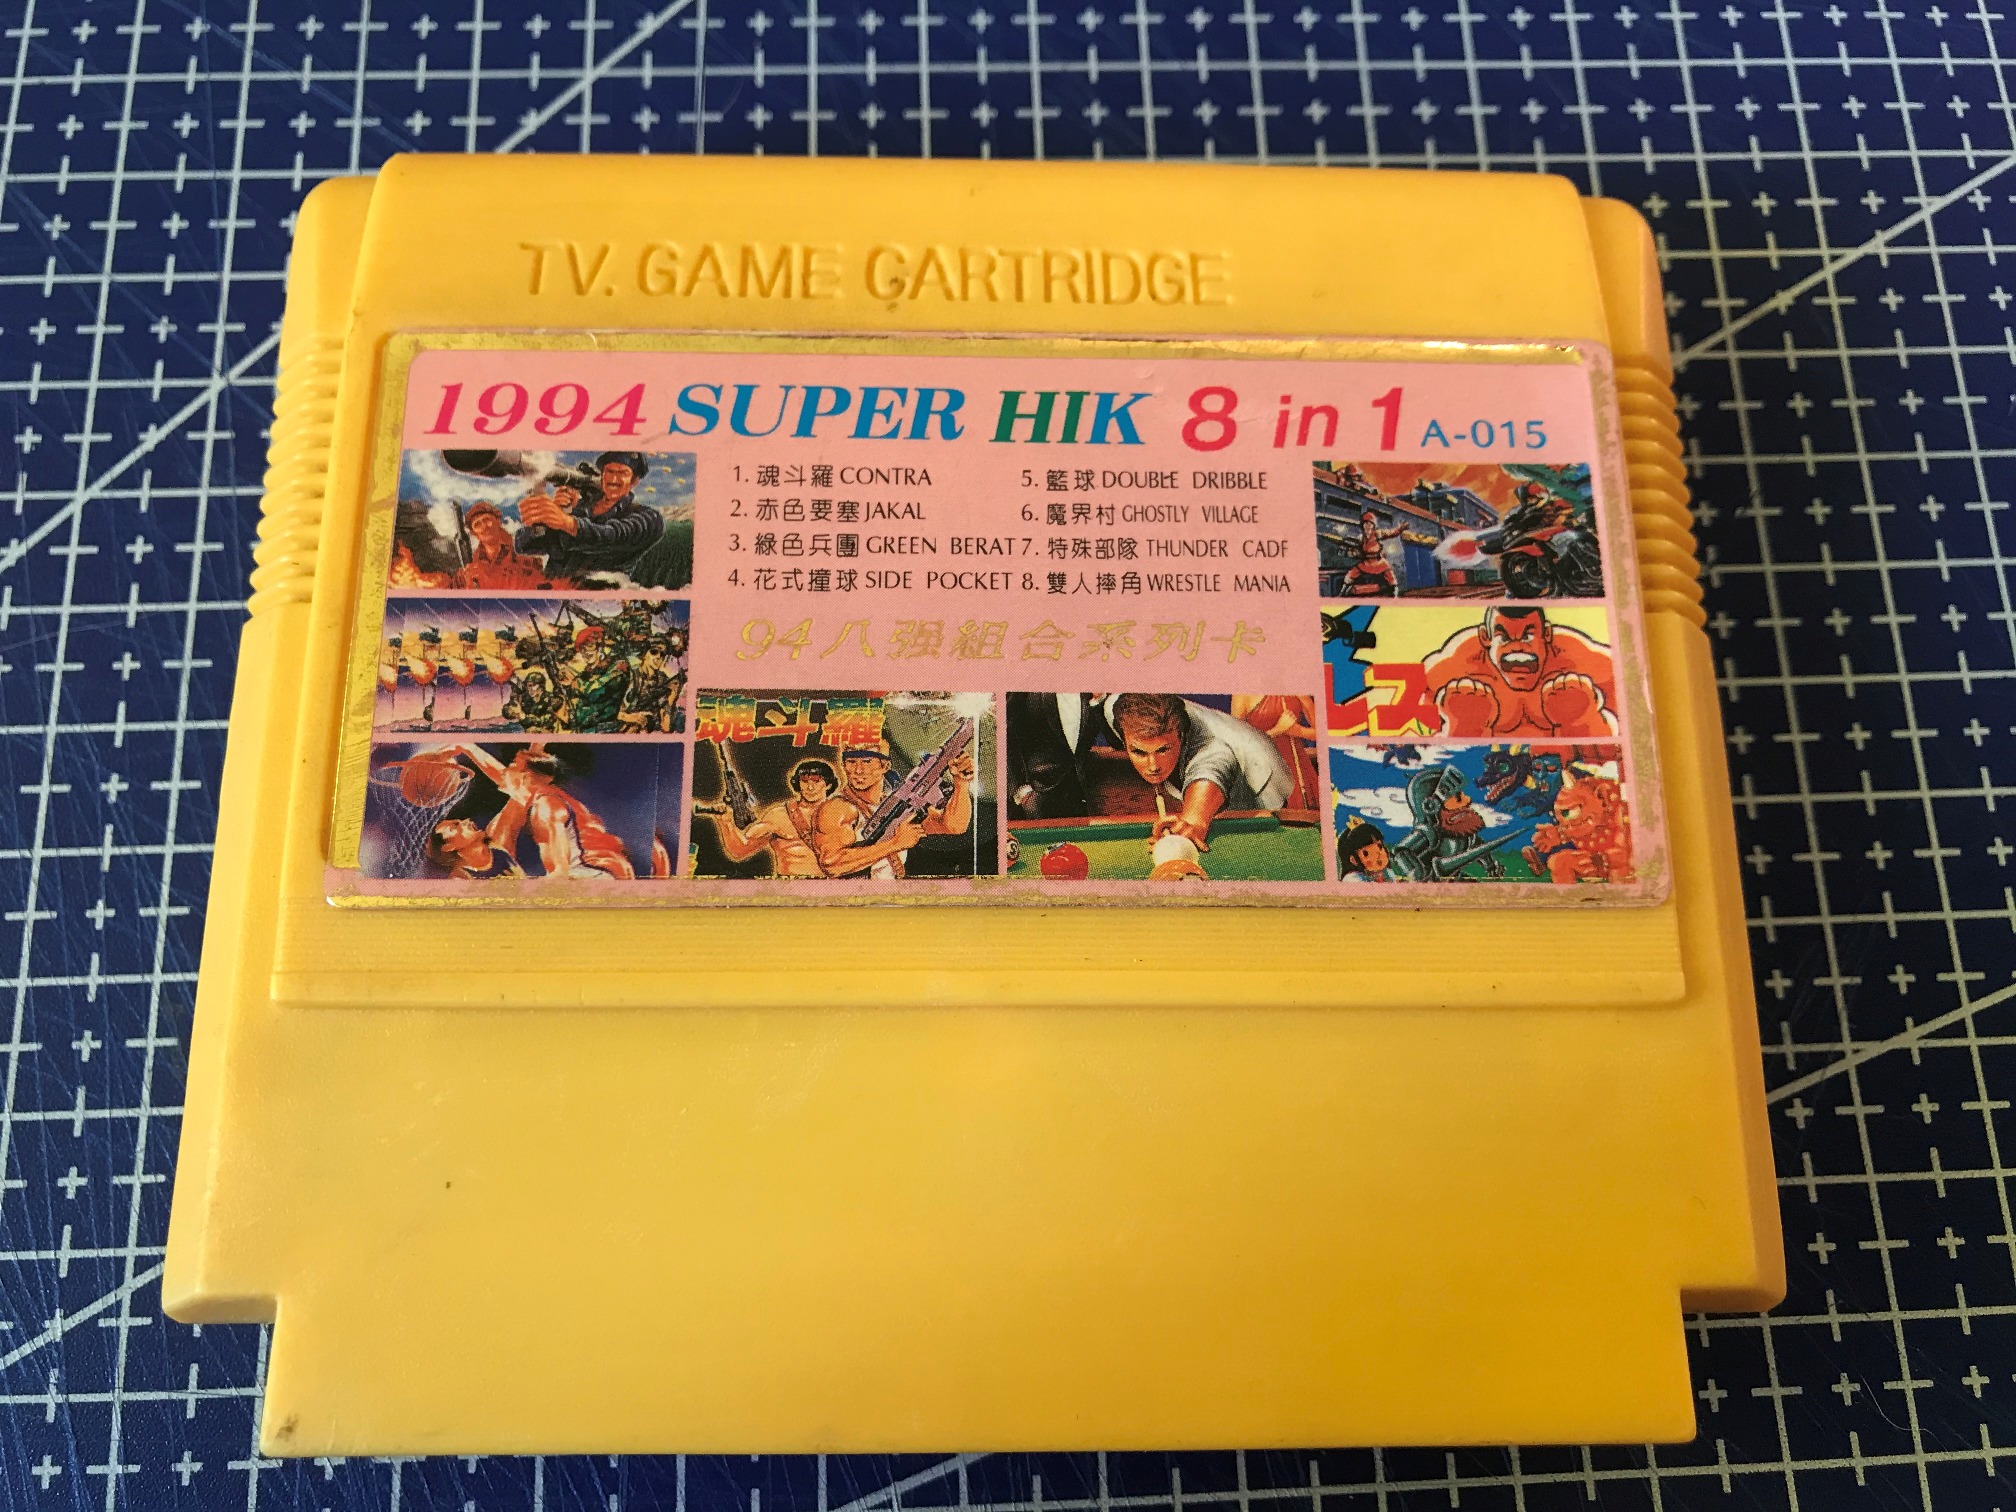 TV. GAME CARTRIDGE
1994 SUPER HIK 8 in 1 A-015
1. 魂斗羅 CONTRA
2. 赤色要塞 JAKAL
3. 綠色兵團 GREEN BERAT
4. 花式撞球 SIDE POCKET
5. 籃球 DOUBLE DRIBBLE
6. 魔界村 GHOSTLY VILLAGE
7. 特殊部隊 THUNDER CADF
8. 雙人摔角 WRESTLE MANIA
94八强組合系列卡
魂斗羅
レス